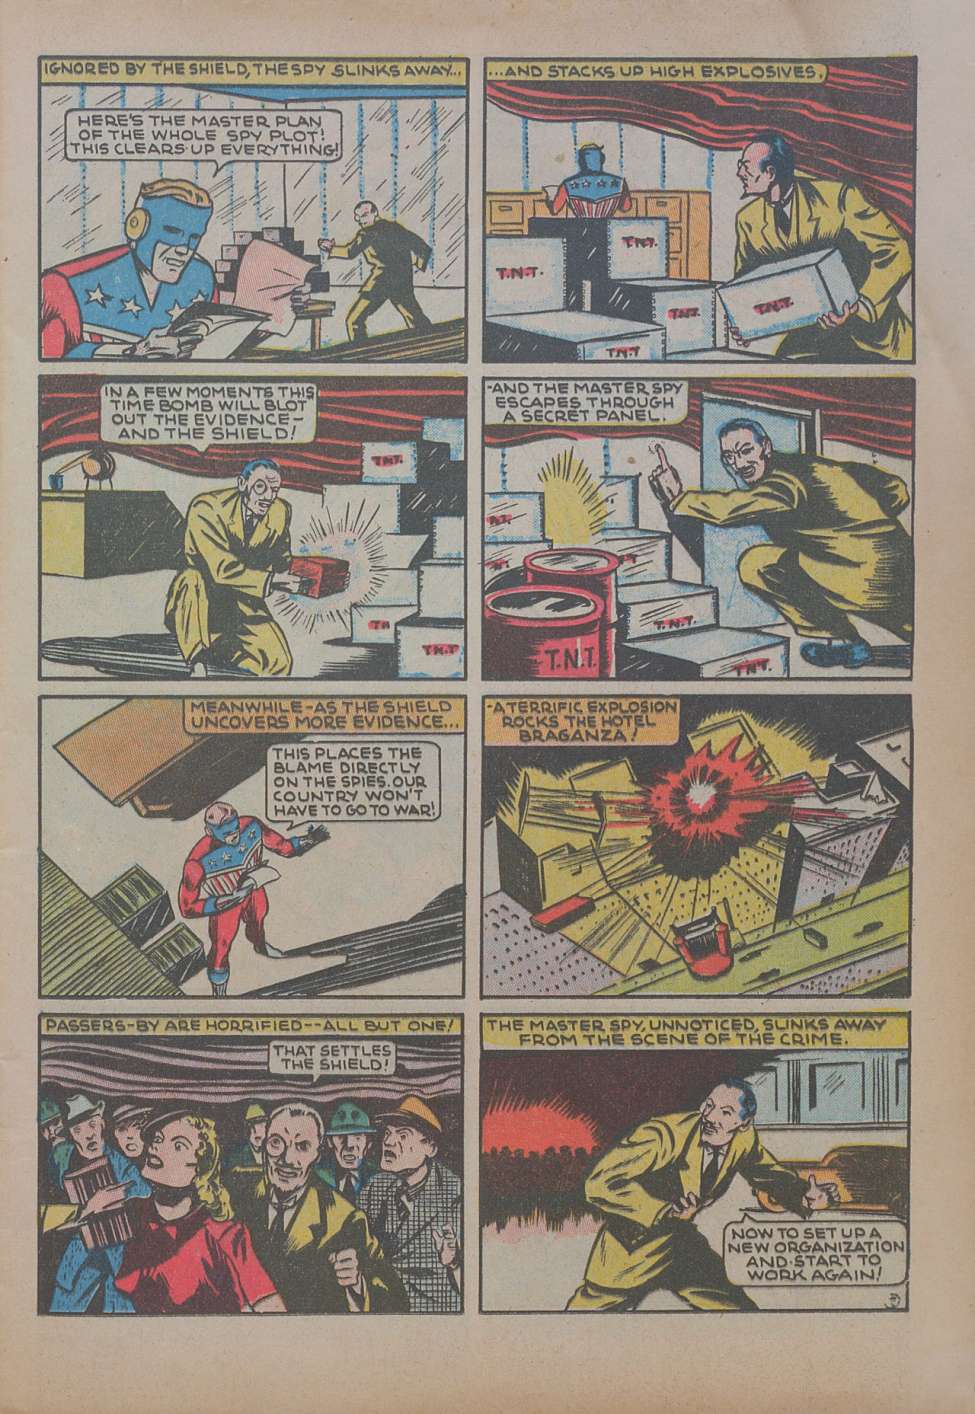 IGNORED BY THE SHIELD, THE SPY SLINKS AWAY...
HERE'S THE MASTER PLAN
OF THE WHOLE SPY PLOT!
THIS CLEARS UP EVERYTHING!
...AND STACKS UP HIGH EXPLOSIVES.
T.N.T.
TN.T.
T.N.T.
T.N.T.
T.N.T.
IN A FEW MOMENTS THIS
TIME BOMB WILL BLOT
OUT THE EVIDENCE-
AND THE SHIELD!
T.N.T.
TN
T.N.T
-AND THE MASTER SPY
ESCAPES THROUGH
A SECRET PANEL.
N.T.
T.N.T.
T.N.T.
T.N.T.
MEANWHILE-AS THE SHIELD
UNCOVERS MORE EVIDENCE...
THIS PLACES THE
BLAME DIRECTLY
ON THE SPIES. OUR
COUNTRY WON'T
HAVE TO GO TO WAR!
-A TERRIFIC EXPLOSION
ROCKS THE HOTEL
BRAGANZA!
PASSERS-BY ARE HORRIFIED--ALL BUT ONE!
THAT SETTLES
THE SHIELD!
THE MASTER SPY, UNNOTICED, SLINKS AWAY
FROM THE SCENE OF THE CRIME.
NOW TO SET UP A
NEW ORGANIZATION
AND START TO
WORK AGAIN!